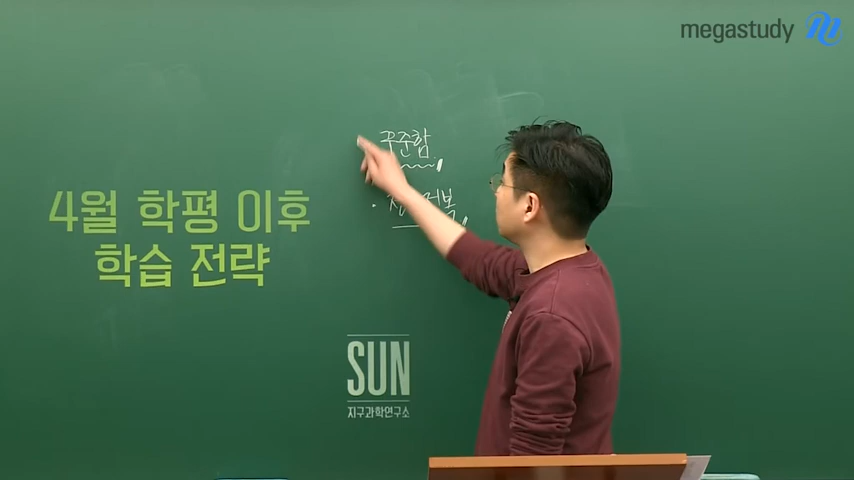 megastudy
꾸준함
4월 학평 이후
학습 전략
SUN
지구과학연구소